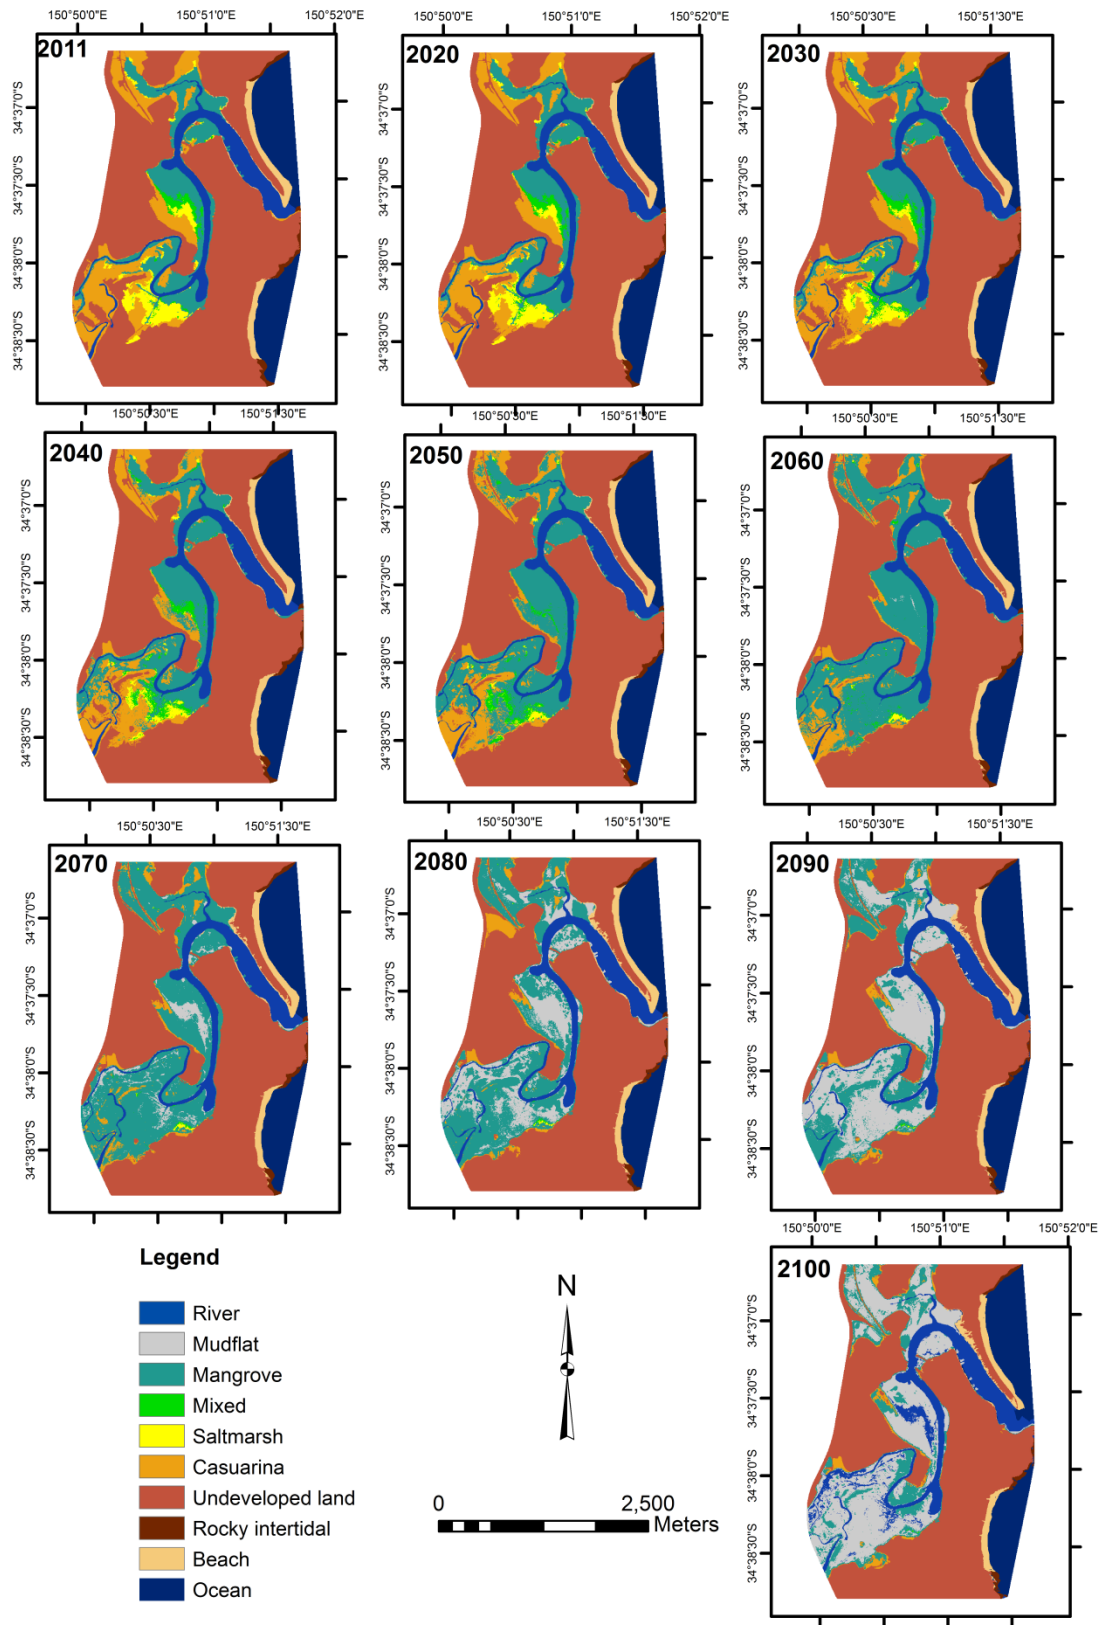 150°50'0"E 150°51'0"E 150°52'0"E
150°50'0"E 150°51'0"E 150°52'0"E
150°50'30"E 150°51'30"E
2011
2020
2030
34°37'0"S
34°37'0"S
34°37'0"S
34°37'30"S
34°37'30"S
34°37'30"S
34°38'0"S
34°38'0"S
34°38'0"S
34°38'30"S
34°38'30"S
34°38'30"S
150°50'30"E 150°51'30"E
150°50'30"E 150°51'30"E
150°50'30"E 150°51'30"E
2040
2050
2060
34°37'0"S
34°37'0"S
34°37'0"S
34°37'30"S
34°37'30"S
34°37'30"S
34°38'0"S
34°38'0"S
34°38'0"S
34°38'30"S
34°38'30"S
34°38'30"S
150°50'30"E 150°51'30"E
150°50'30"E 150°51'30"E
150°50'30"E 150°51'30"E
2070
2080
2090
34°37'0"S
34°37'0"S
34°37'0"S
34°37'30"S
34°37'30"S
34°37'30"S
34°38'0"S
34°38'0"S
34°38'0"S
34°38'30"S
34°38'30"S
34°38'30"S
150°50'0"E 150°51'0"E 150°52'0"E
2100
34°37'0"S
34°37'30"S
34°38'0"S
34°38'30"S
Legend
River
Mudflat
Mangrove
Mixed
Saltmarsh
Casuarina
Undeveloped land
Rocky intertidal
Beach
Ocean
N
0 2,500
Meters